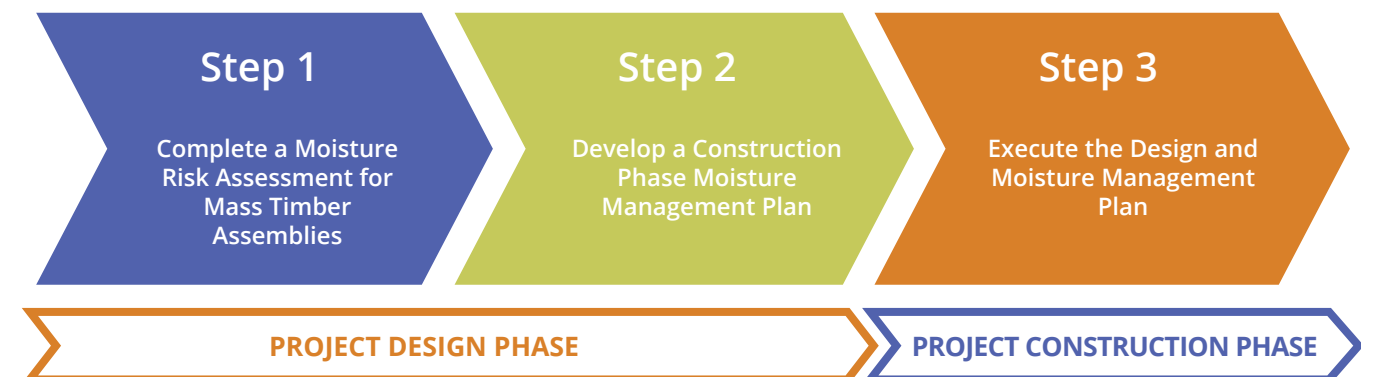 Step 1
Complete a Moisture
Risk Assessment for
Mass Timber
Assemblies
Step 2
Develop a Construction
Phase Moisture
Management Plan
Step 3
Execute the Design and
Moisture Management
Plan
PROJECT DESIGN PHASE
PROJECT CONSTRUCTION PHASE